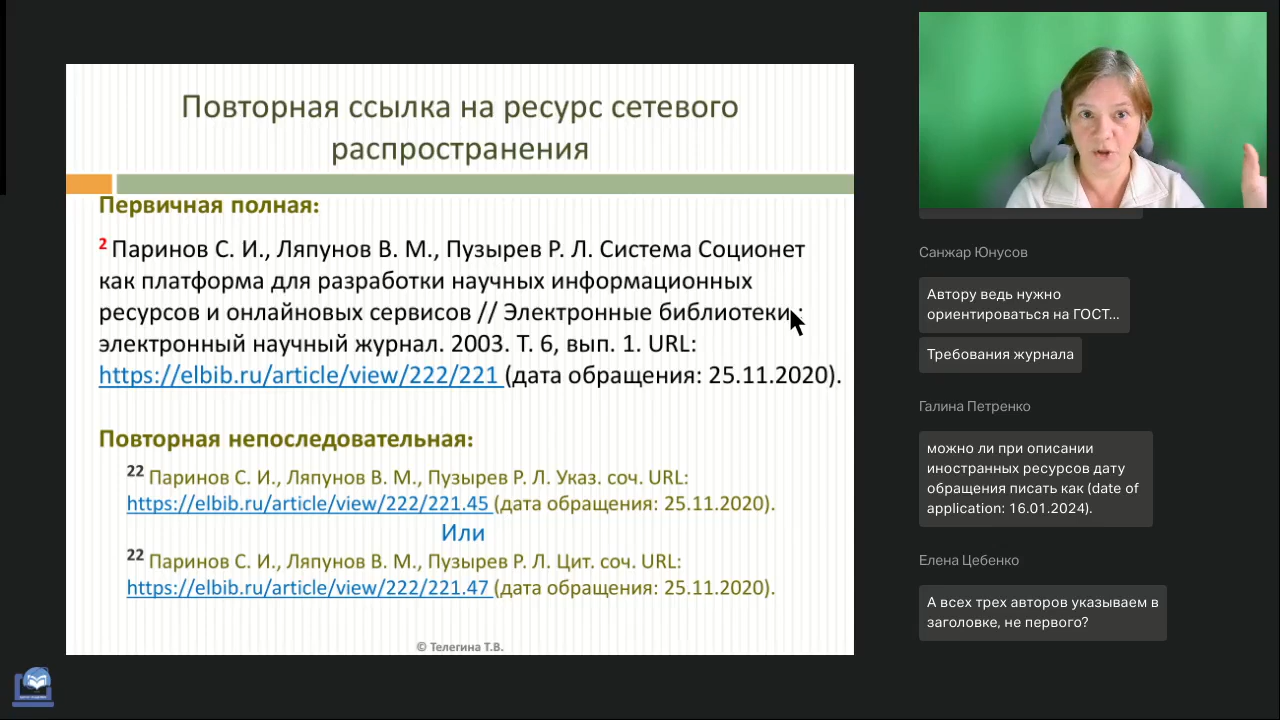 Повторная ссылка на ресурс сетевого
распространения
Первичная полная:
2 Паринов С. И., Ляпунов В. М., Пузырев Р. Л. Система Соционет
как платформа для разработки научных информационных
ресурсов и онлайновых сервисов // Электронные библиотеки :
электронный научный журнал. 2003. Т. 6, вып. 1. URL:
https://elbib.ru/article/view/222/221 (дата обращения: 25.11.2020).
Повторная непоследовательная:
22 Паринов С. И., Ляпунов В. М., Пузырев Р. Л. Указ. соч. URL:
https://elbib.ru/article/view/222/221.45 (дата обращения: 25.11.2020).
Или
22 Паринов С. И., Ляпунов В. М., Пузырев Р. Л. Цит. соч. URL:
https://elbib.ru/article/view/222/221.47 (дата обращения: 25.11.2020).
© Телегина Т.В.
Санжар Юнусов
Автору ведь нужно
ориентироваться на ГОСТ...
Требования журнала
Галина Петренко
можно ли при описании
иностранных ресурсов дату
обращения писать как (date of
application: 16.01.2024).
Елена Цебенко
А всех трех авторов указываем в
заголовке, не первого?